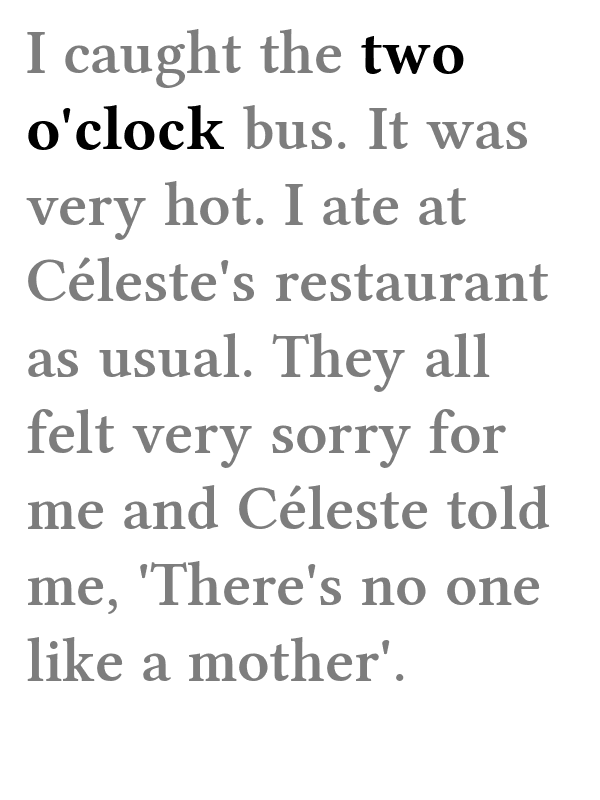 I caught the two
o'clock bus. It was
very hot. I ate at
Céleste's restaurant
as usual. They all
felt very sorry for
me and Céleste told
me, 'There's no one
like a mother'.